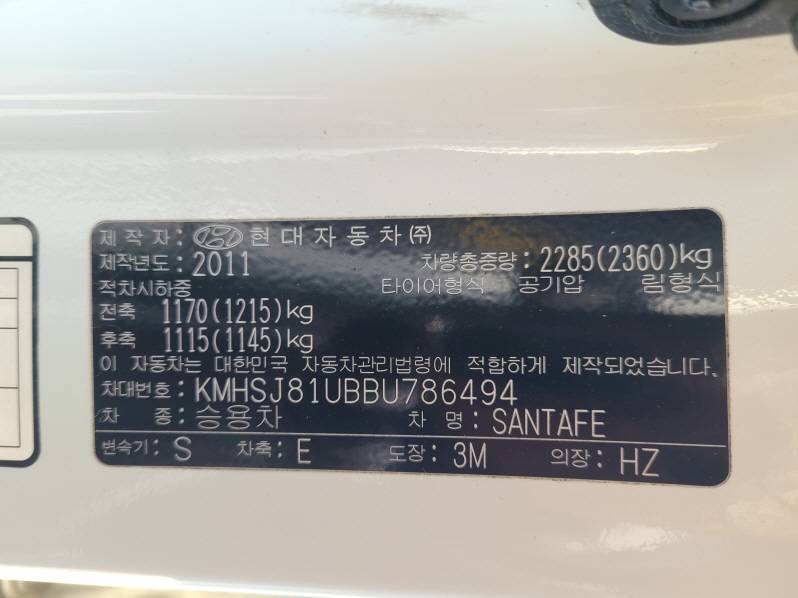 제 작 자: 현대자동차㈜
제작년도: 2011 차량총중량: 2285(2360)kg
적차시하중 타이어형식 공기압 림형식
전축 1170(1215)kg
후축 1115(1145)kg
이 자동차는 대한민국 자동차관리법령에 적합하게 제작되었습니다.
차대번호: KMHSJ81UBBU786494
차 종: 승용차 차 명: SANTAFE
변속기: S 차축: E 도장: 3M 의장: HZ